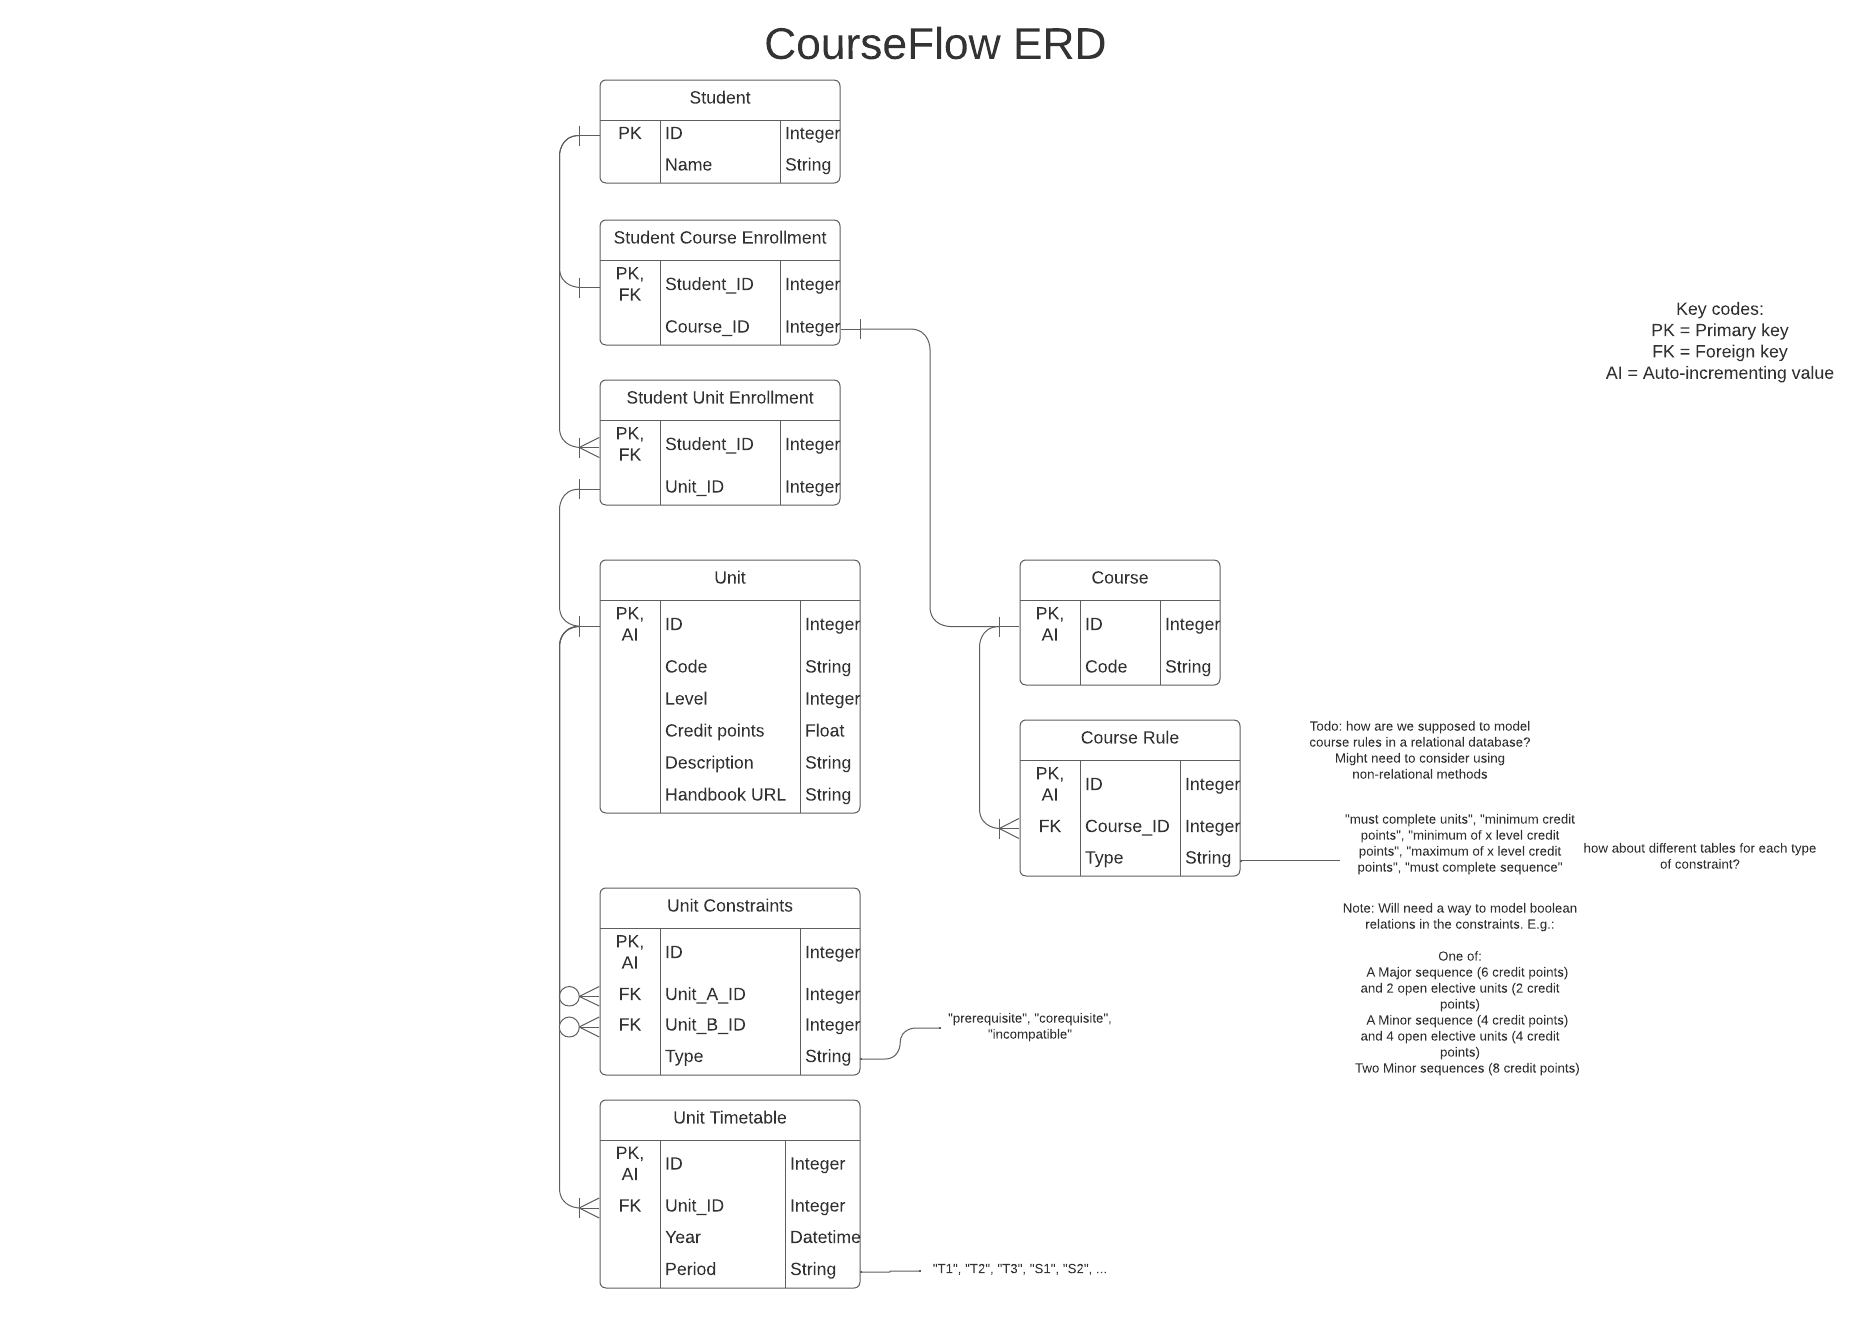 CourseFlow ERD
Student
PK ID Integer
Name String
Student Course Enrollment
PK,
FK Student_ID Integer
Course_ID Integer
Student Unit Enrollment
PK,
FK Student_ID Integer
Unit_ID Integer
Key codes:
PK = Primary key
FK = Foreign key
AI = Auto-incrementing value
Unit
PK,
AI ID Integer
Code String
Level Integer
Credit points Float
Description String
Handbook URL String
Course
PK,
AI ID Integer
Code String
Course Rule
PK,
AI ID Integer
FK Course_ID Integer
Type String
Todo: how are we supposed to model
course rules in a relational database?
Might need to consider using
non-relational methods
"must complete units", "minimum credit
points", "minimum of x level credit
points", "maximum of x level credit
points", "must complete sequence"
how about different tables for each type
of constraint?
Note: Will need a way to model boolean
relations in the constraints. E.g.:
One of:
A Major sequence (6 credit points)
and 2 open elective units (2 credit
points)
A Minor sequence (4 credit points)
and 4 open elective units (4 credit
points)
Two Minor sequences (8 credit points)
Unit Constraints
PK,
AI ID Integer
FK Unit_A_ID Integer
FK Unit_B_ID Integer
Type String
"prerequisite", "corequisite",
"incompatible"
Unit Timetable
PK,
AI ID Integer
FK Unit_ID Integer
Year Datetime
Period String
"T1", "T2", "T3", "S1", "S2", ...